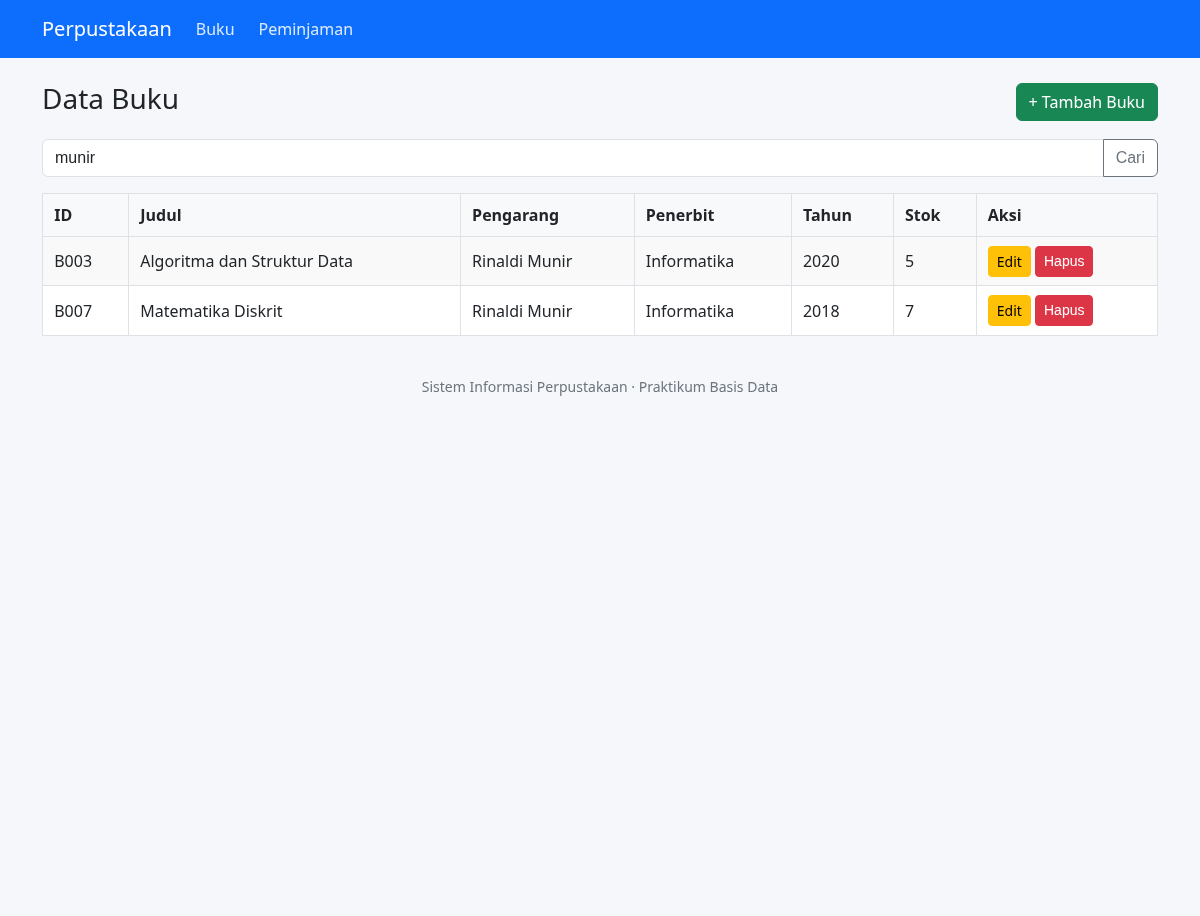 Perpustakaan Buku Peminjaman
Data Buku
+ Tambah Buku
munir Cari
ID Judul Pengarang Penerbit Tahun Stok Aksi
B003 Algoritma dan Struktur Data Rinaldi Munir Informatika 2020 5 Edit Hapus
B007 Matematika Diskrit Rinaldi Munir Informatika 2018 7 Edit Hapus
Sistem Informasi Perpustakaan · Praktikum Basis Data